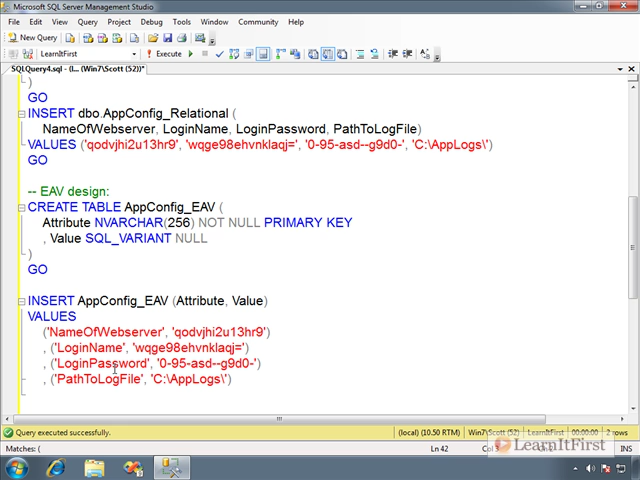 Microsoft SQL Server Management Studio
File Edit View Query Project Debug Tools Window Community Help
New Query
LearnItFirst Execute
SQLQuery4.sql - (l... (Win7\Scott (52))*
)
GO
INSERT dbo.AppConfig_Relational (
NameOfWebserver, LoginName, LoginPassword, PathToLogFile)
VALUES ('qodvjhi2u13hr9', 'wqge98ehvnklaqj=', '0-95-asd--g9d0-', 'C:\AppLogs\')
GO
-- EAV design:
CREATE TABLE AppConfig_EAV (
Attribute NVARCHAR(256) NOT NULL PRIMARY KEY
, Value SQL_VARIANT NULL
)
GO
INSERT AppConfig_EAV (Attribute, Value)
VALUES
('NameOfWebserver', 'qodvjhi2u13hr9')
, ('LoginName', 'wqge98ehvnklaqj=')
, ('LoginPassword', '0-95-asd--g9d0-')
, ('PathToLogFile', 'C:\AppLogs\')
Query executed successfully. (local) (10.50 RTM) Win7\Scott (52) LearnItFirst 00:00:00 2 rows
Matches: ( Ln 42 INS
LearnItFirst